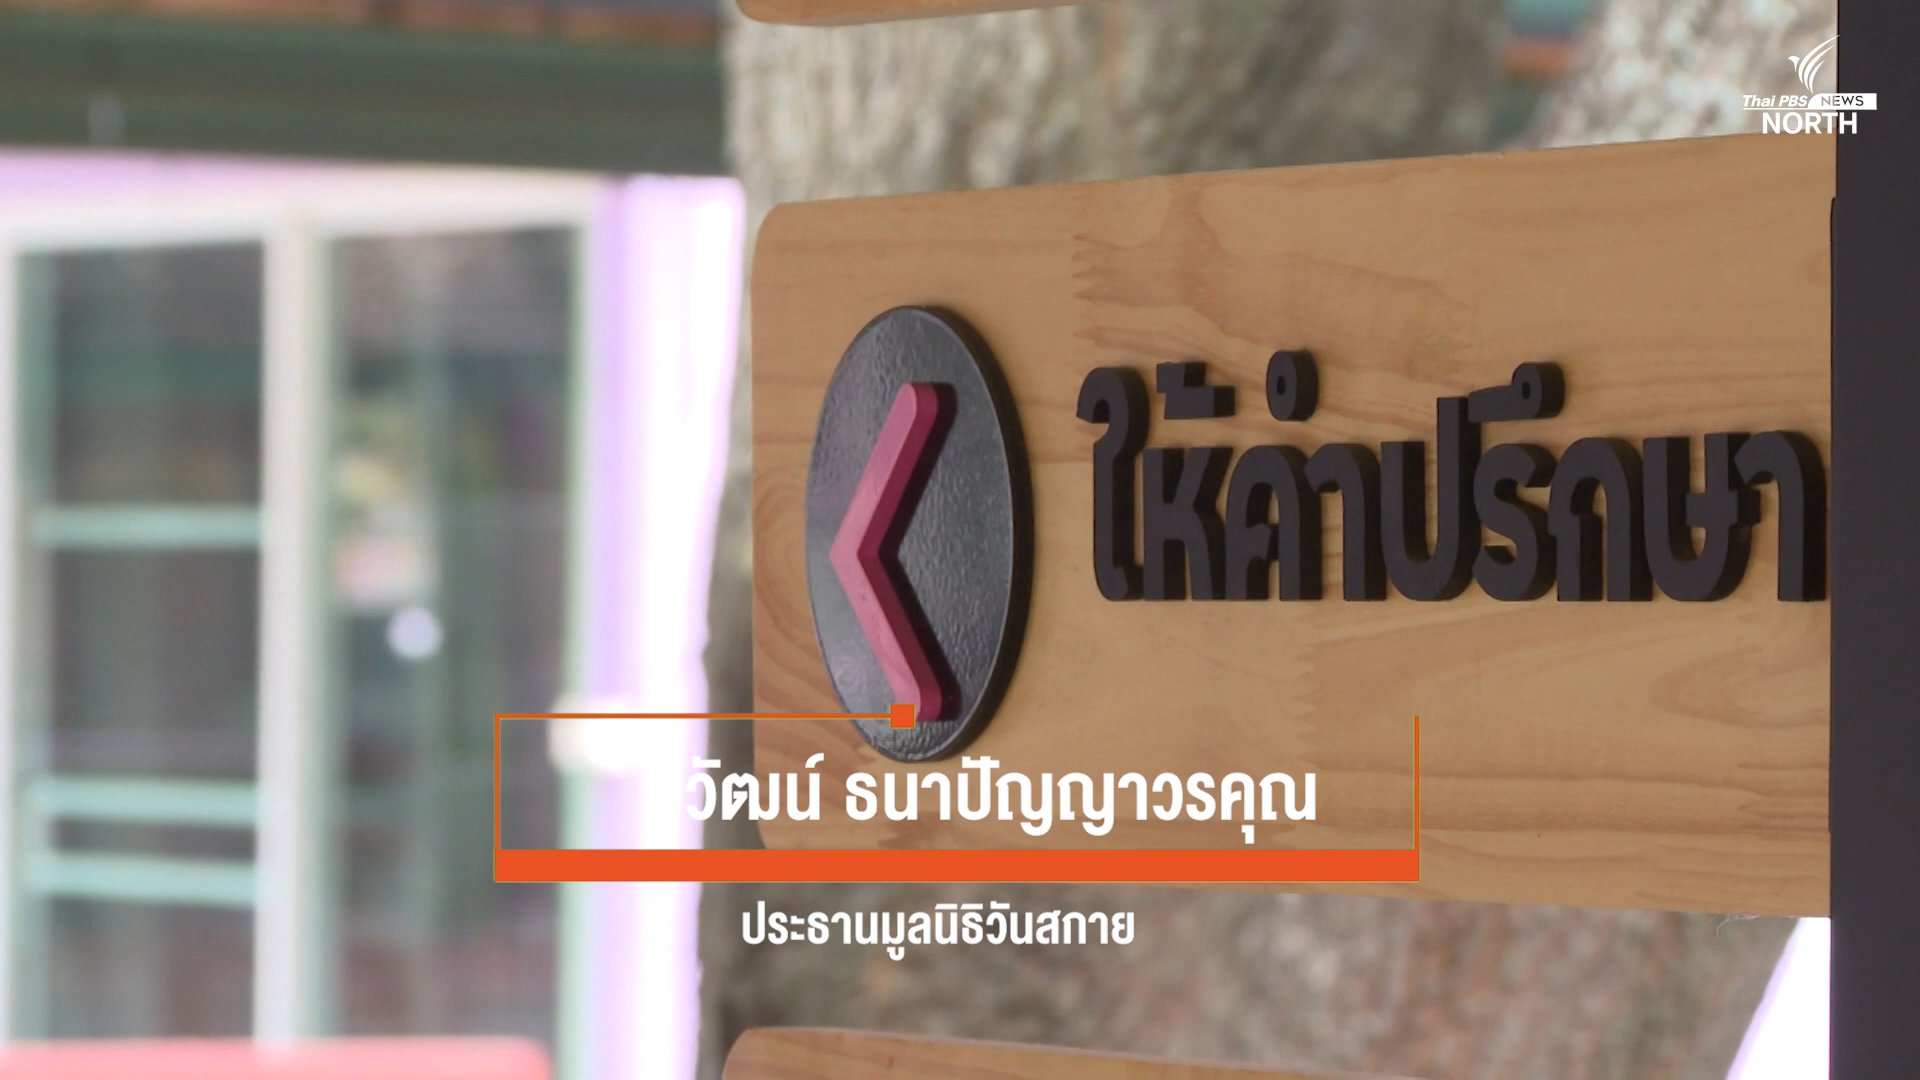 Thai PBS NEWS
NORTH
ให้คำปรึกษา
วัฒน์ ธนาปัญญาวรคุณ
ประธานมูลนิธิวันสกาย